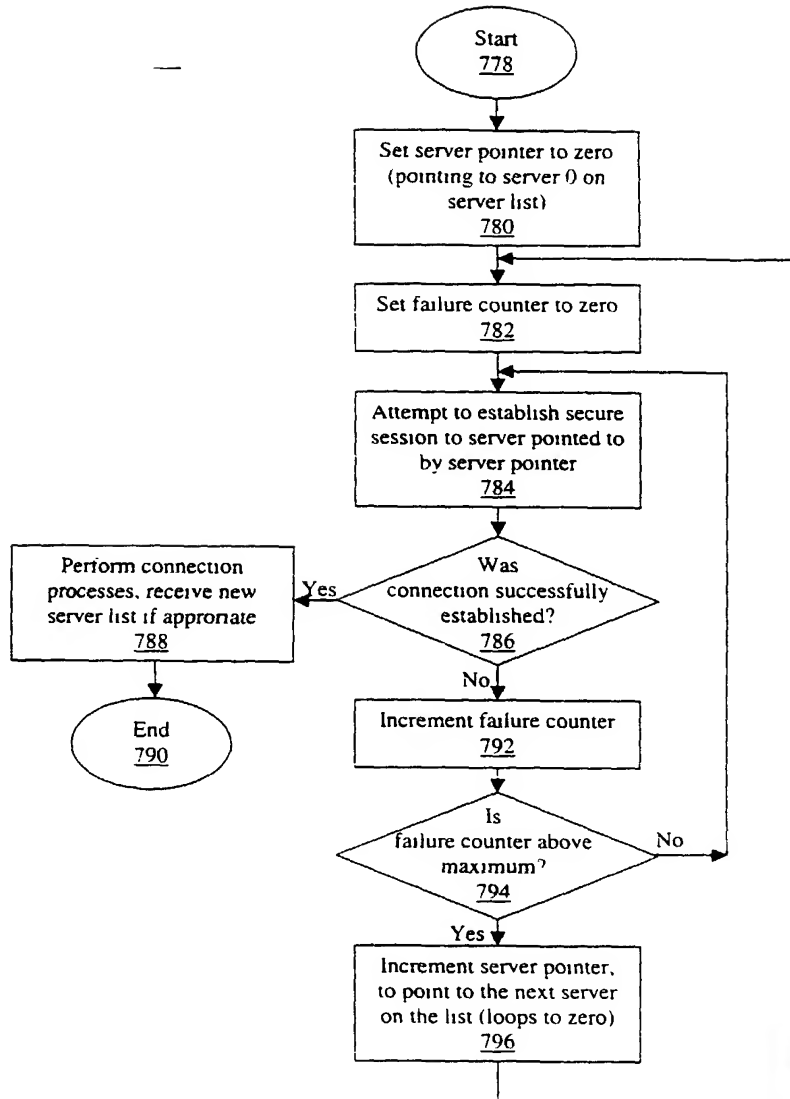 Start
778
Set server pointer to zero
(pointing to server 0 on
server list)
780
Set failure counter to zero
782
Attempt to establish secure
session to server pointed to
by server pointer
784
Was
connection successfully
established?
786
Yes
Perform connection
processes, receive new
server list if approriate
788
End
790
No
Increment failure counter
792
Is
failure counter above
maximum?
794
No
Yes
Increment server pointer,
to point to the next server
on the list (loops to zero)
796